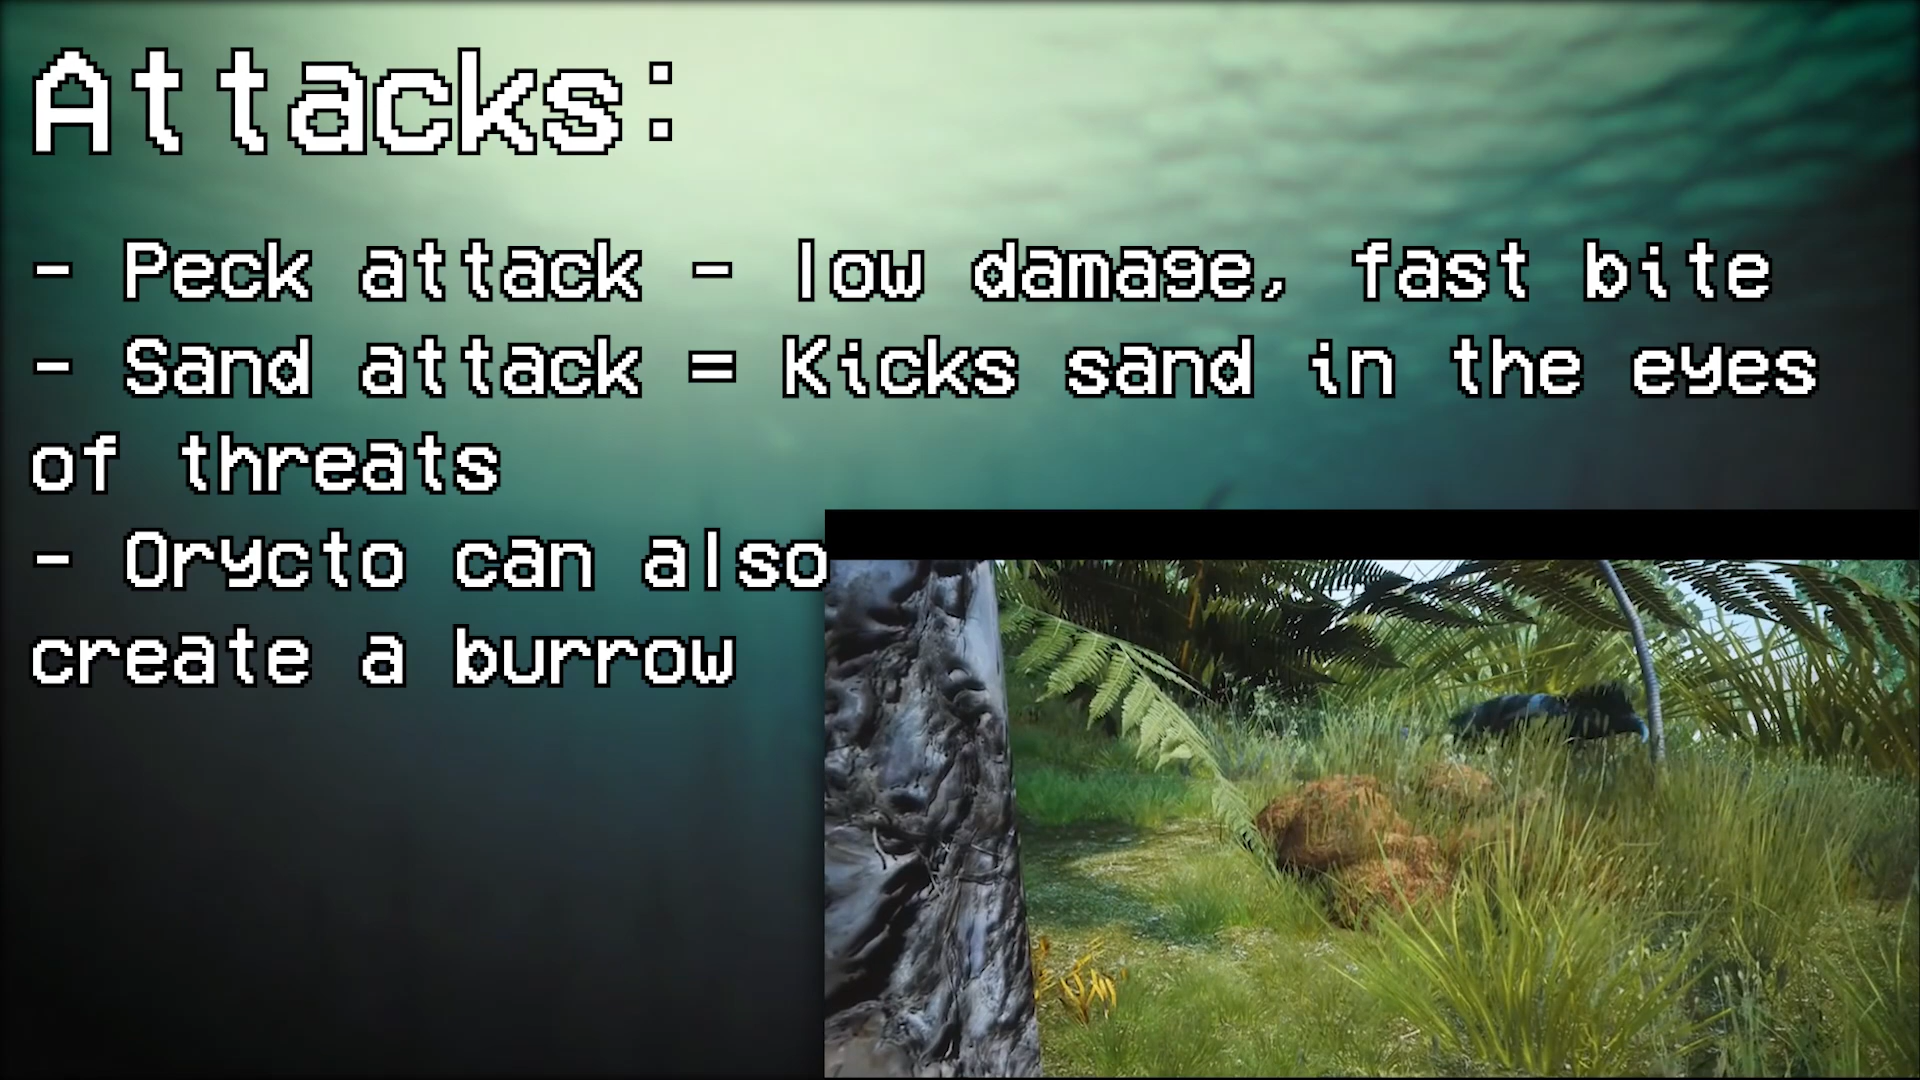 Attacks:
- Peck attack - low damage, fast bite
- Sand attack = Kicks sand in the eyes
of threats
- Orycto can also
create a burrow